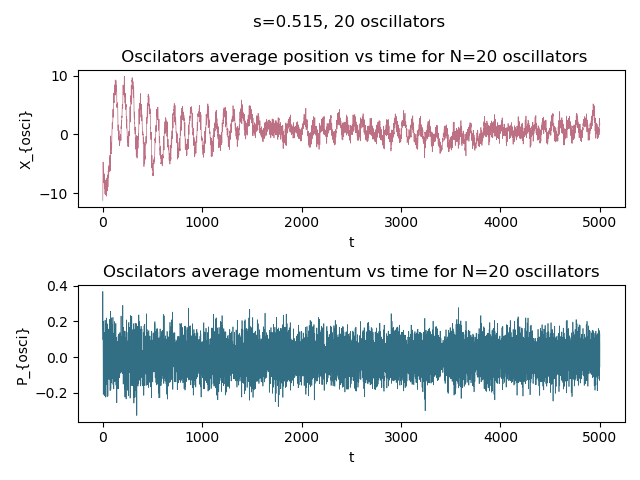 s=0.515, 20 oscillators
Oscilators average position vs time for N=20 oscillators
10
0
−10
X_{osci}
0 1000 2000 3000 4000 5000
t
Oscilators average momentum vs time for N=20 oscillators
0.4
0.2
0.0
−0.2
P_{osci}
0 1000 2000 3000 4000 5000
t